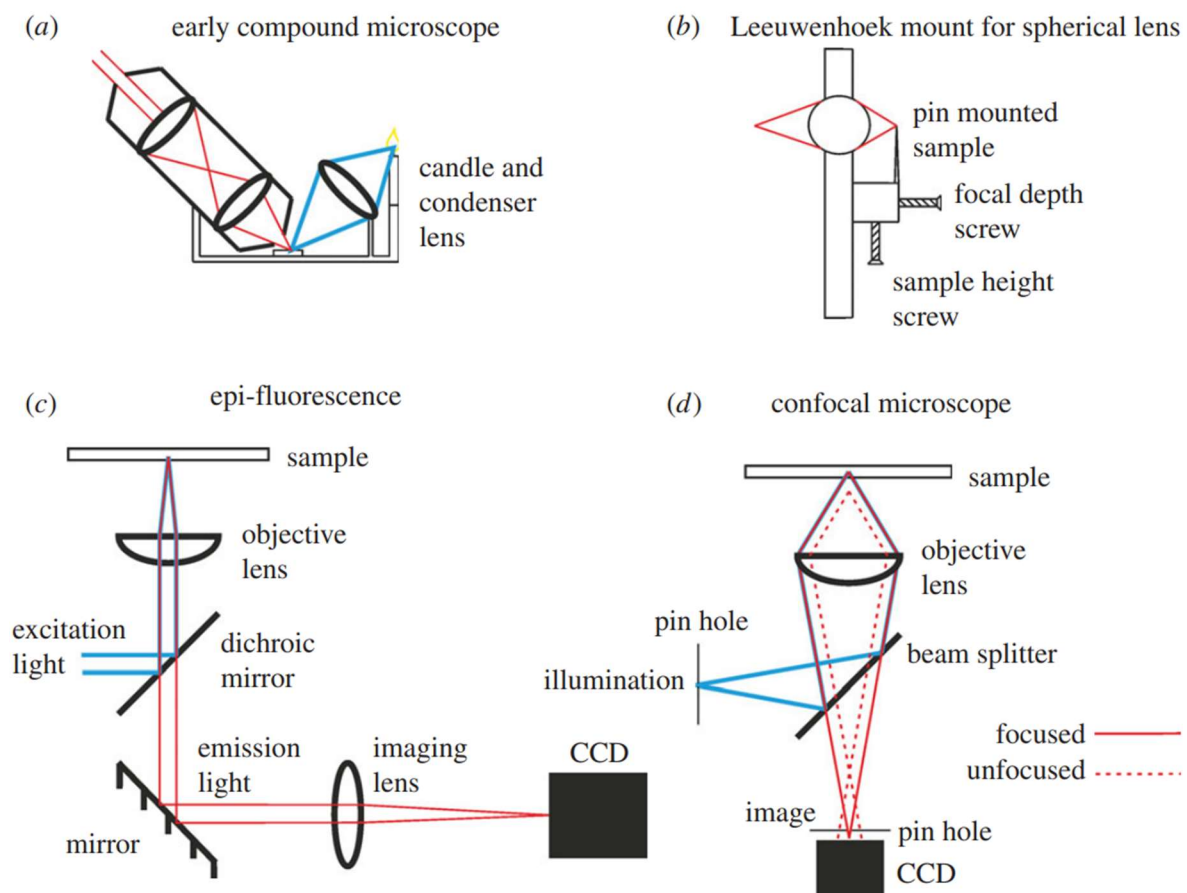 (a) early compound microscope
candle and
condenser
lens
(b) Leeuwenhoek mount for spherical lens
pin mounted
sample
focal depth
screw
sample height
screw
(c) epi-fluorescence
sample
objective
lens
excitation
light
dichroic
mirror
emission
light
imaging
lens
CCD
mirror
(d) confocal microscope
sample
objective
lens
pin hole
beam splitter
illumination
focused
unfocused
image
pin hole
CCD